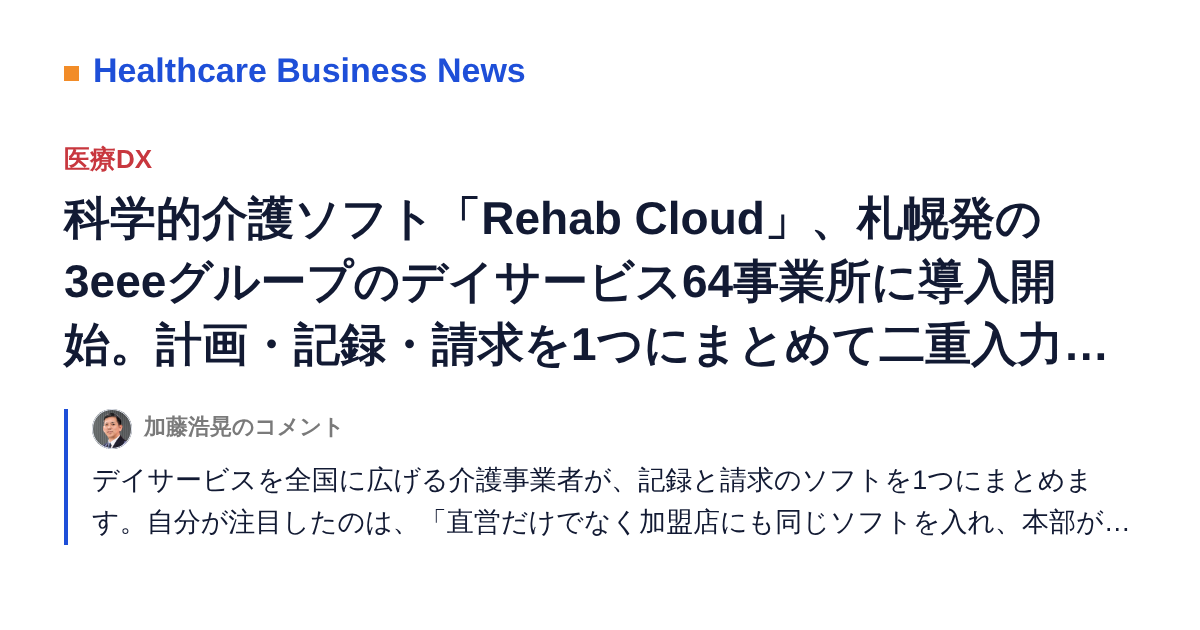 Healthcare Business News
医療DX
科学的介護ソフト「Rehab Cloud」、札幌発の
3eeeグループのデイサービス64事業所に導入開
始。計画・記録・請求を1つにまとめて二重入力…
加藤浩晃のコメント
デイサービスを全国に広げる介護事業者が、記録と請求のソフトを1つにまとめま
す。自分が注目したのは、「直営だけでなく加盟店にも同じソフトを入れ、本部が…